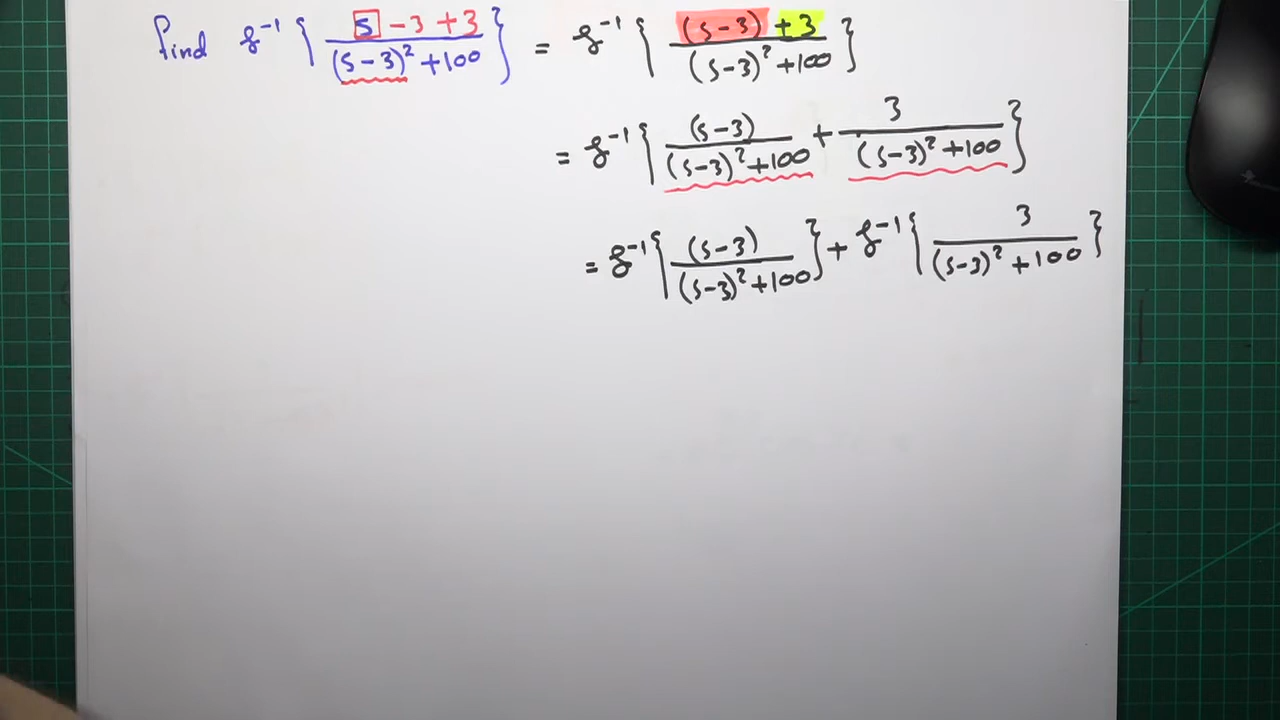 find ℒ⁻¹ { s - 3 + 3 / (s-3)² + 100 } = ℒ⁻¹ { (s-3) + 3 / (s-3)² + 100 }
= ℒ⁻¹ { (s-3) / (s-3)² + 100 + 3 / (s-3)² + 100 }
= ℒ⁻¹ { (s-3) / (s-3)² + 100 } + ℒ⁻¹ { 3 / (s-3)² + 100 }